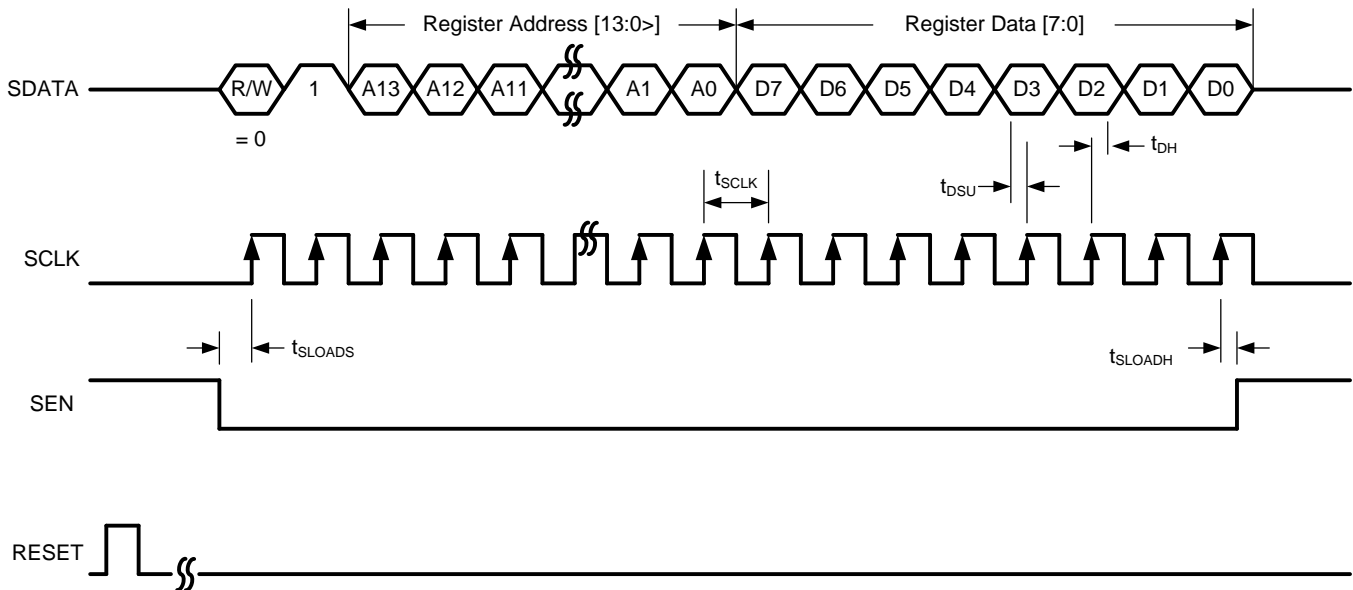 Register Address [13:0>] Register Data [7:0]
SDATA R/W 1 A13 A12 A11 A1 A0 D7 D6 D5 D4 D3 D2 D1 D0
= 0
tDH
tSCLK
tDSU
SCLK
tSLOADS
tSLOADH
SEN
RESET